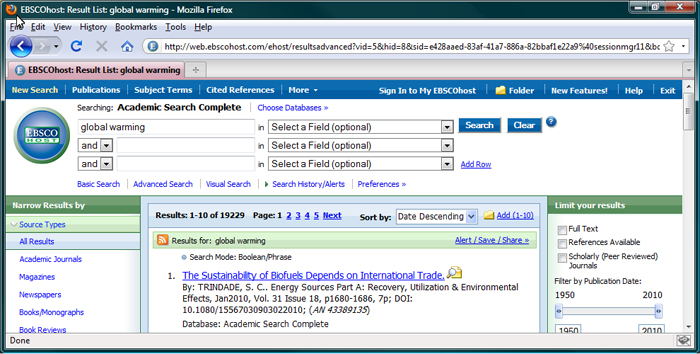 EBSCOhost: Result List: global warming - Mozilla Firefox
File Edit View History Bookmarks Tools Help
http://web.ebscohost.com/ehost/resultsadvanced?vid=5&hid=8&sid=e428aaed-83af-41a7-886a-82bbaf1e22a9%40sessionmgr11&bc
EBSCOhost: Result List: global warming
New Search Publications Subject Terms Cited References More Sign In to My EBSCOhost Folder New Features! Help Exit
Searching: Academic Search Complete Choose Databases »
EBSCO HOST
global warming in Select a Field (optional) Search Clear ?
and in Select a Field (optional)
and in Select a Field (optional) Add Row
Basic Search Advanced Search Visual Search Search History/Alerts Preferences »
Narrow Results by
Source Types
All Results
Academic Journals
Magazines
Newspapers
Books/Monographs
Book Reviews
Results: 1-10 of 19229 Page: 1 2 3 4 5 Next Sort by: Date Descending Add (1-10)
Results for: global warming Alert / Save / Share »
Search Mode: Boolean/Phrase
1. The Sustainability of Biofuels Depends on International Trade.
By: TRINDADE, S. C.. Energy Sources Part A: Recovery, Utilization & Environmental
Effects, Jan2010, Vol. 31 Issue 18, p1680-1686, 7p; DOI:
10.1080/15567030903022010; (AN 43389135)
Database: Academic Search Complete
Limit your results
Full Text
References Available
Scholarly (Peer Reviewed)
Journals
Filter by Publication Date:
1950 2010
1950 2010
Done